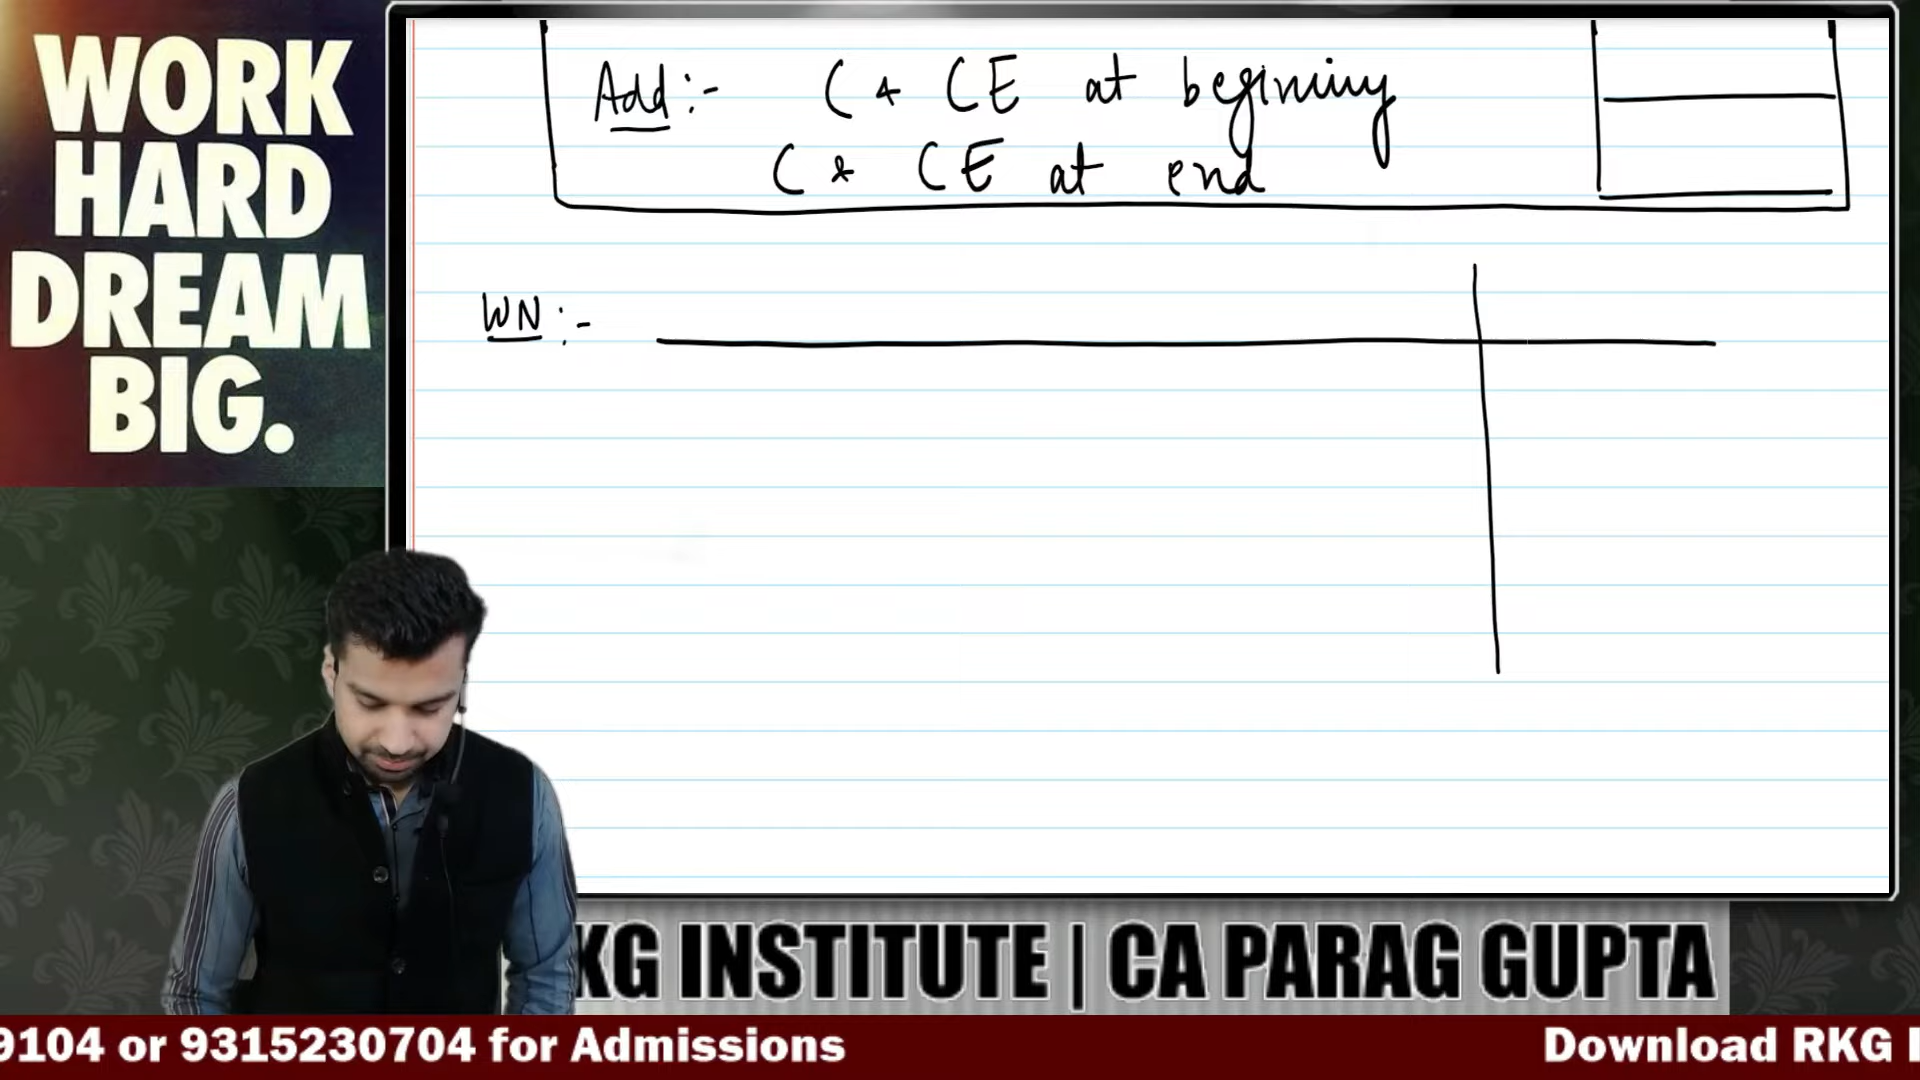 WORK
HARD
DREAM
BIG.
Add:- C & CE at begining
C & CE at end
WN:-
KG INSTITUTE | CA PARAG GUPTA
9104 or 9315230704 for Admissions
Download RKG